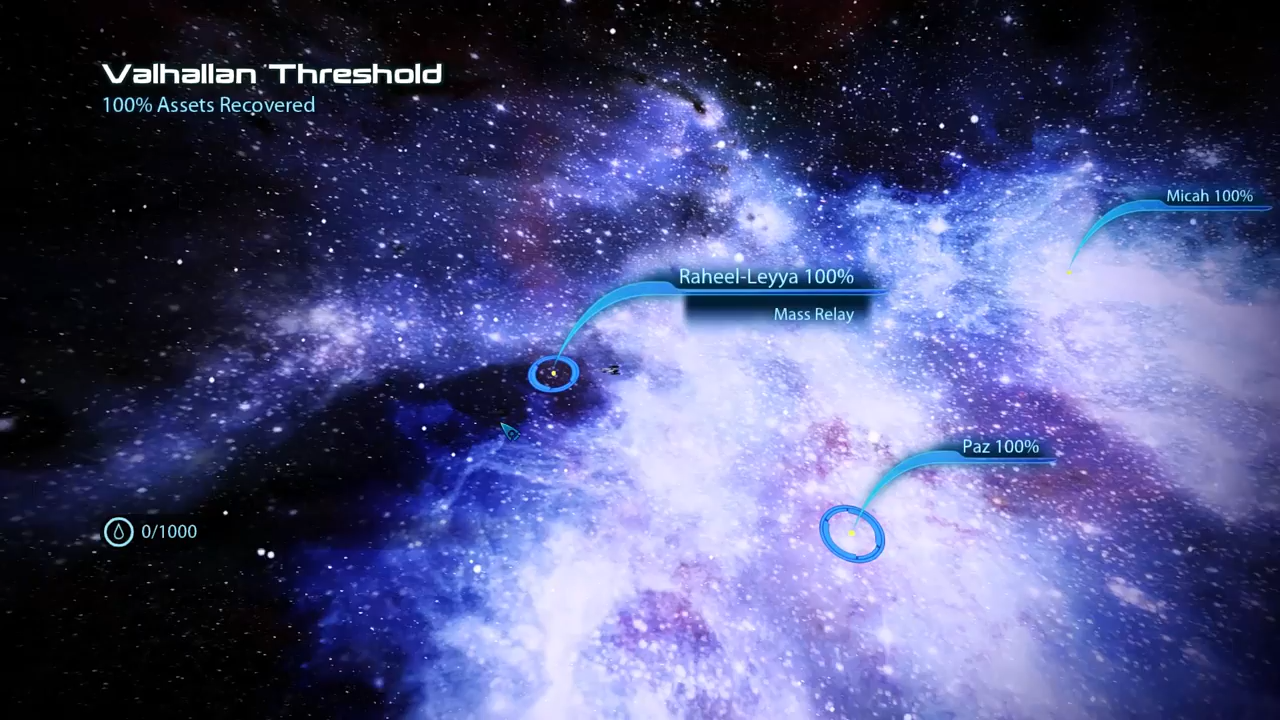 Valhallan Threshold
100% Assets Recovered
Micah 100%
Raheel-Leyya 100%
Mass Relay
Paz 100%
0/1000